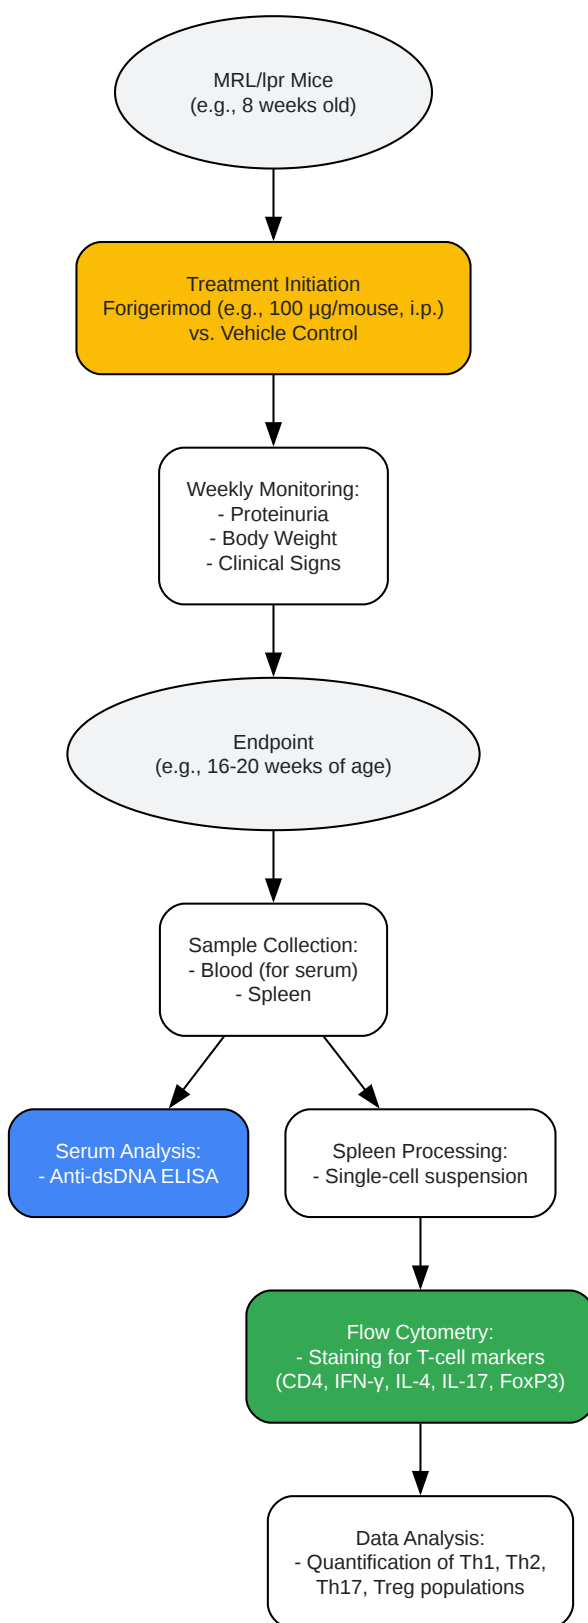 MRL/lpr Mice
(e.g., 8 weeks old)
Treatment Initiation
Forigerimod (e.g., 100 µg/mouse, i.p.)
vs. Vehicle Control
Weekly Monitoring:
- Proteinuria
- Body Weight
- Clinical Signs
Endpoint
(e.g., 16-20 weeks of age)
Sample Collection:
- Blood (for serum)
- Spleen
Serum Analysis:
- Anti-dsDNA ELISA
Spleen Processing:
- Single-cell suspension
Flow Cytometry:
- Staining for T-cell markers
(CD4, IFN-γ, IL-4, IL-17, FoxP3)
Data Analysis:
- Quantification of Th1, Th2,
Th17, Treg populations